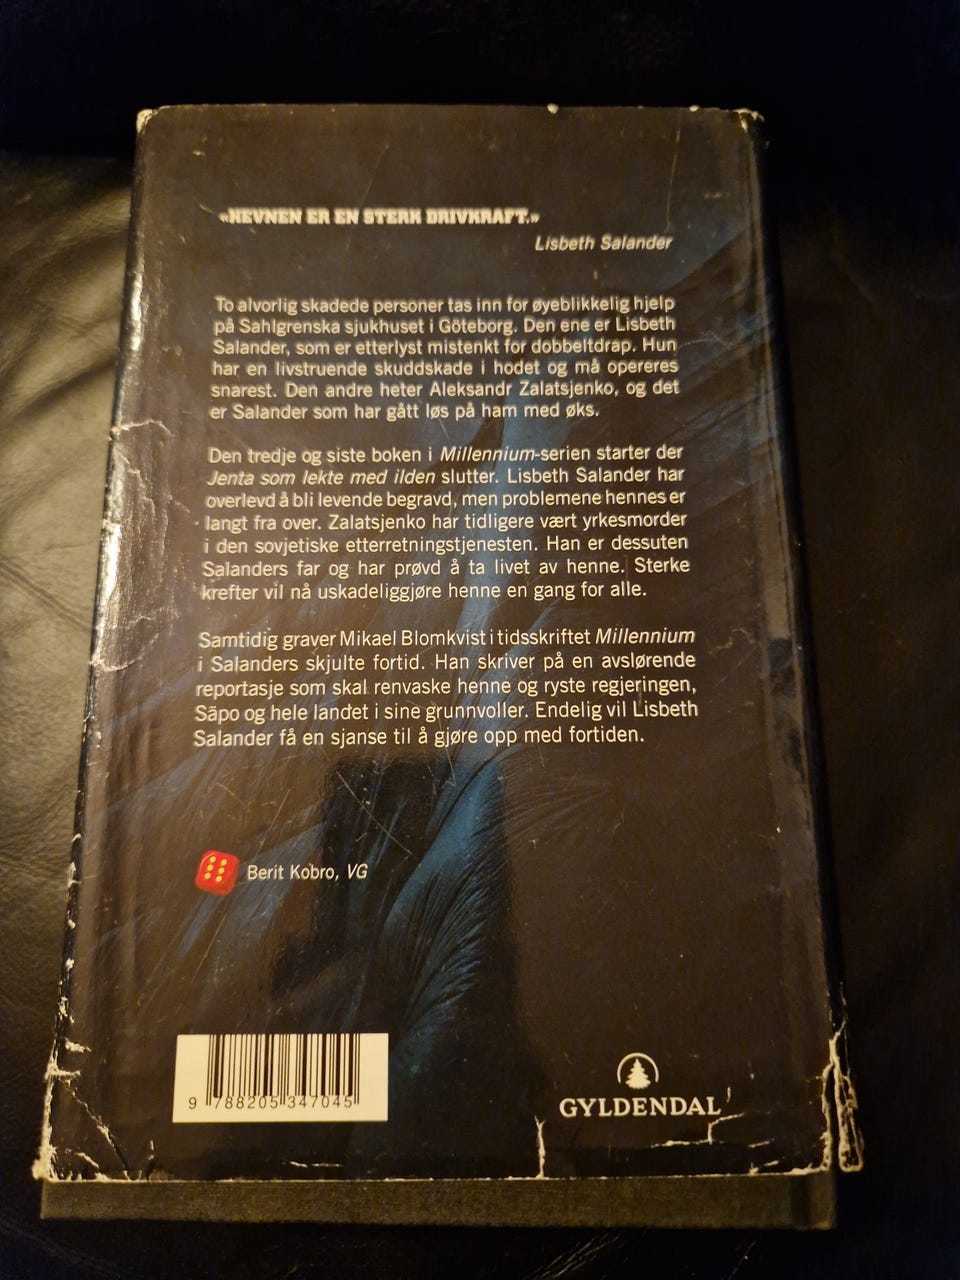 «HEVNEN ER EN STERK DRIVKRAFT.»
Lisbeth Salander
To alvorlig skadede personer tas inn for øyeblikkelig hjelp
på Sahlgrenska sjukhuset i Göteborg. Den ene er Lisbeth
Salander, som er etterlyst mistenkt for dobbeltdrap. Hun
har en livstruende skuddskade i hodet og må opereres
snarest. Den andre heter Aleksandr Zalatsjenko, og det
er Salander som har gått løs på ham med øks.
Den tredje og siste boken i Millennium-serien starter der
Jenta som lekte med ilden slutter. Lisbeth Salander har
overlevd å bli levende begravd, men problemene hennes er
langt fra over. Zalatsjenko har tidligere vært yrkesmorder
i den sovjetiske etterretningstjenesten. Han er dessuten
Salanders far og har prøvd å ta livet av henne. Sterke
krefter vil nå uskadeliggjøre henne en gang for alle.
Samtidig graver Mikael Blomkvist i tidsskriftet Millennium
i Salanders skjulte fortid. Han skriver på en avslørende
reportasje som skal renvaske henne og ryste regjeringen,
Säpo og hele landet i sine grunnvoller. Endelig vil Lisbeth
Salander få en sjanse til å gjøre opp med fortiden.
Berit Kobro, VG
9 788205 347045
GYLDENDAL